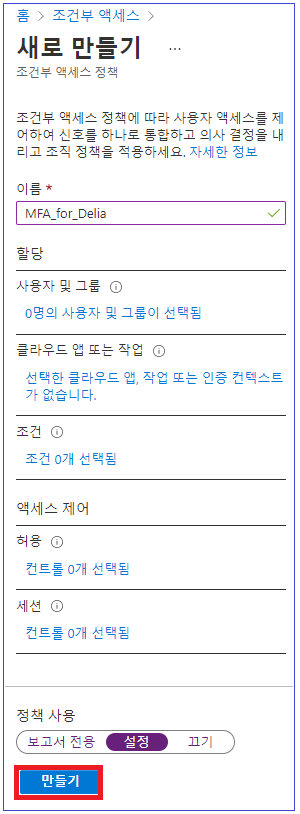 홈 > 조건부 액세스 >
새로 만들기 ...
조건부 액세스 정책
조건부 액세스 정책에 따라 사용자 액세스를 제
어하여 신호를 하나로 통합하고 의사 결정을 내
리고 조직 정책을 적용하세요. 자세한 정보
이름 *
MFA_for_Delia
할당
사용자 및 그룹
0명의 사용자 및 그룹이 선택됨
클라우드 앱 또는 작업
선택한 클라우드 앱, 작업 또는 인증 컨텍스트
가 없습니다.
조건
조건 0개 선택됨
액세스 제어
허용
컨트롤 0개 선택됨
세션
컨트롤 0개 선택됨
정책 사용
보고서 전용 설정 끄기
만들기